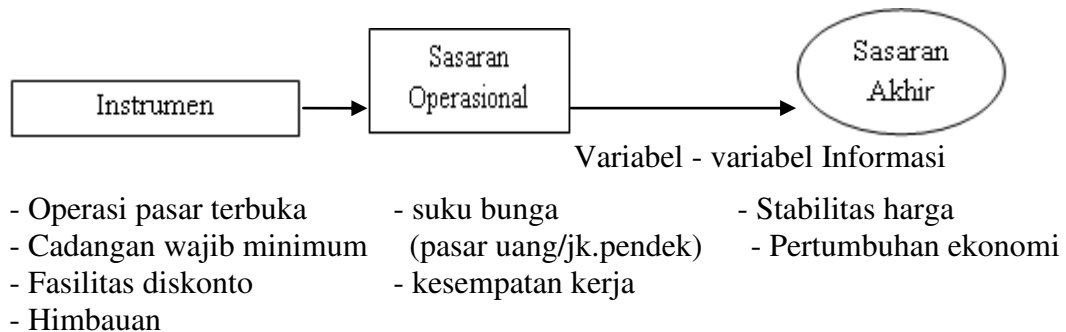 Instrumen
Sasaran
Operasional
Sasaran
Akhir
Variabel - variabel Informasi
- Operasi pasar terbuka
- Cadangan wajib minimum
- Fasilitas diskonto
- Himbauan
- suku bunga
(pasar uang/jk.pendek)
- kesempatan kerja
- Stabilitas harga
- Pertumbuhan ekonomi